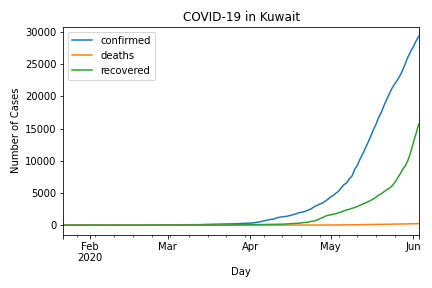 COVID-19 in Kuwait
confirmed
deaths
recovered
Number of Cases
30000
25000
20000
15000
10000
5000
0
Feb
2020
Mar
Apr
May
Jun
Day